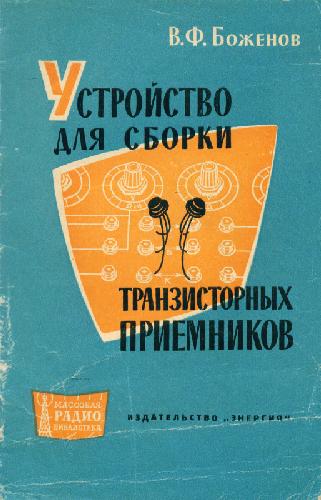 В.Ф. Боженов
Устройство
для сборки
транзисторных
приемников
МАССОВАЯ
РАДИО
БИБЛИОТЕКА
ИЗДАТЕЛЬСТВО „ЭНЕРГИЯ"